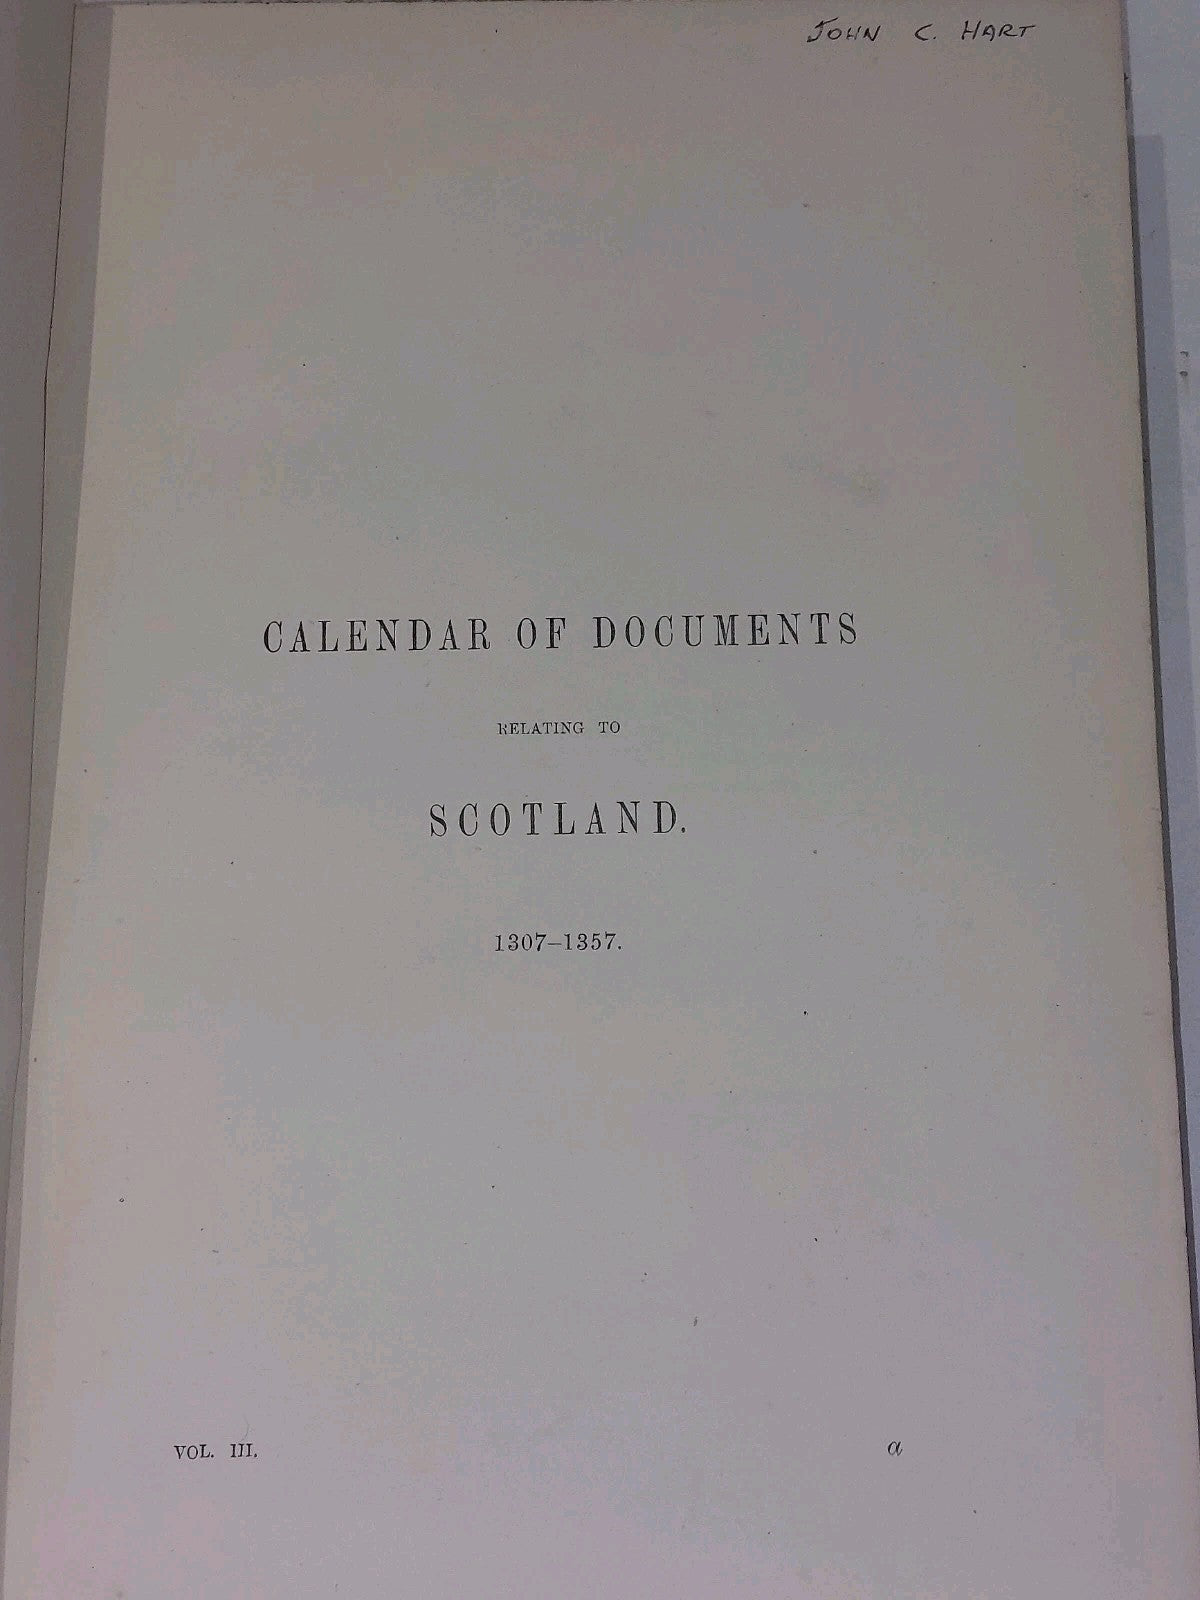 JOHN C. HART
CALENDAR OF DOCUMENTS
RELATING TO
SCOTLAND.
1307–1357.
VOL. III. a